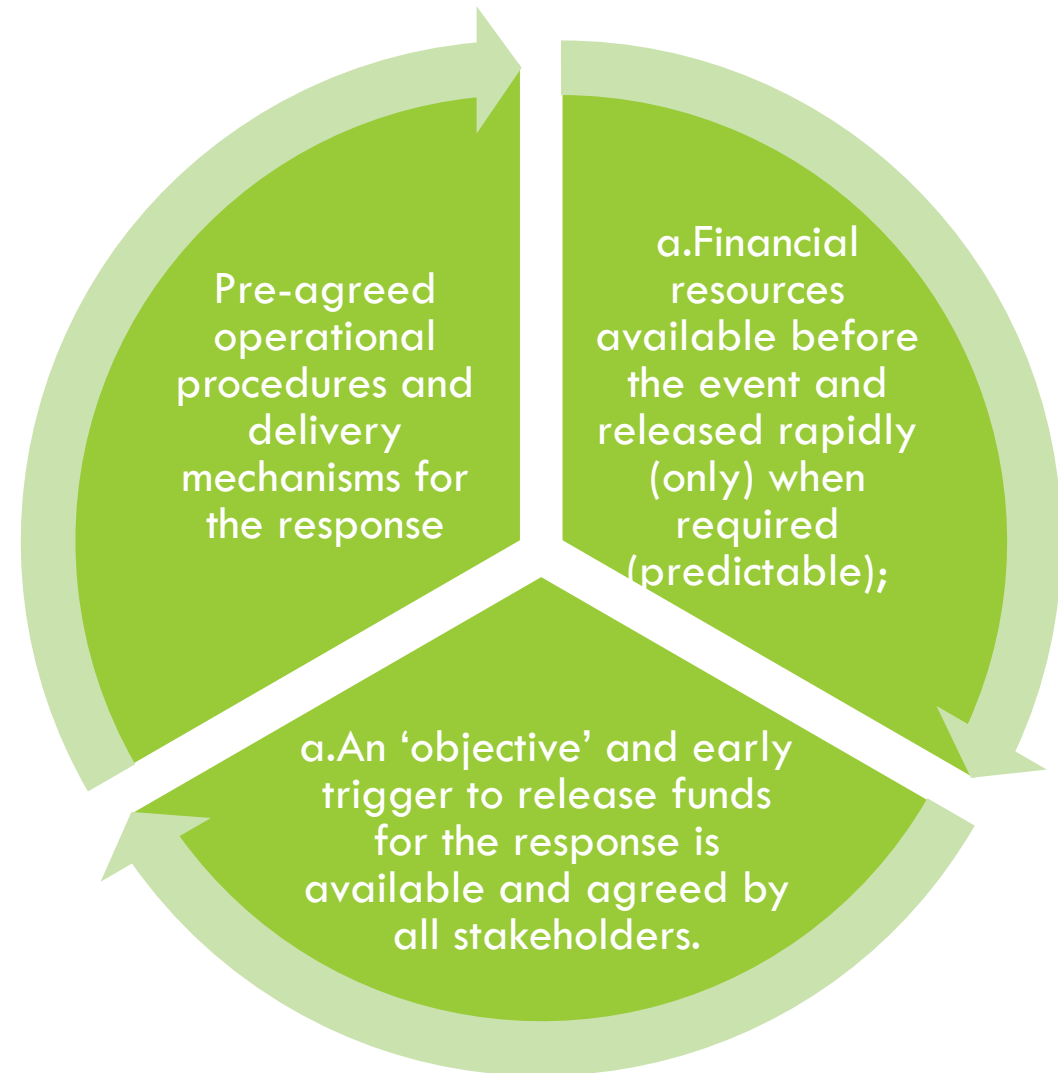 Pre-agreed
operational
procedures and
delivery
mechanisms for
the response
a.Financial
resources
available before
the event and
released rapidly
(only) when
required
(predictable);
a.An ‘objective’ and early
trigger to release funds
for the response is
available and agreed by
all stakeholders.